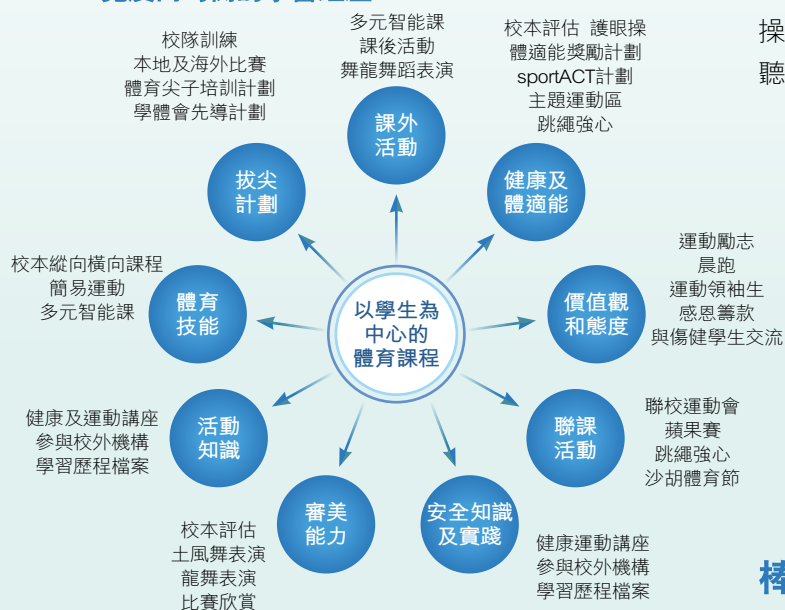 校隊訓練
本地及海外比賽
體育尖子培訓計劃
學體會先導計劃
拔尖
計劃
多元智能課
課後活動
舞龍舞蹈表演
課外
活動
校本評估 護眼操
體適能獎勵計劃
sportACT計劃
主題運動區
跳繩強心
健康及
體適能
操
聽
校本縱向橫向課程
簡易運動
多元智能課
體育
技能
以學生為
中心的
體育課程
價值觀
和態度
運動勵志
晨跑
運動領袖生
感恩籌款
與傷健學生交流
健康及運動講座
參與校外機構
學習歷程檔案
活動
知識
聯課
活動
聯校運動會
蘋果賽
跳繩強心
沙胡體育節
校本評估
土風舞表演
龍舞表演
比賽欣賞
審美
能力
安全知識
及實踐
健康運動講座
參與校外機構
學習歷程檔案
棒